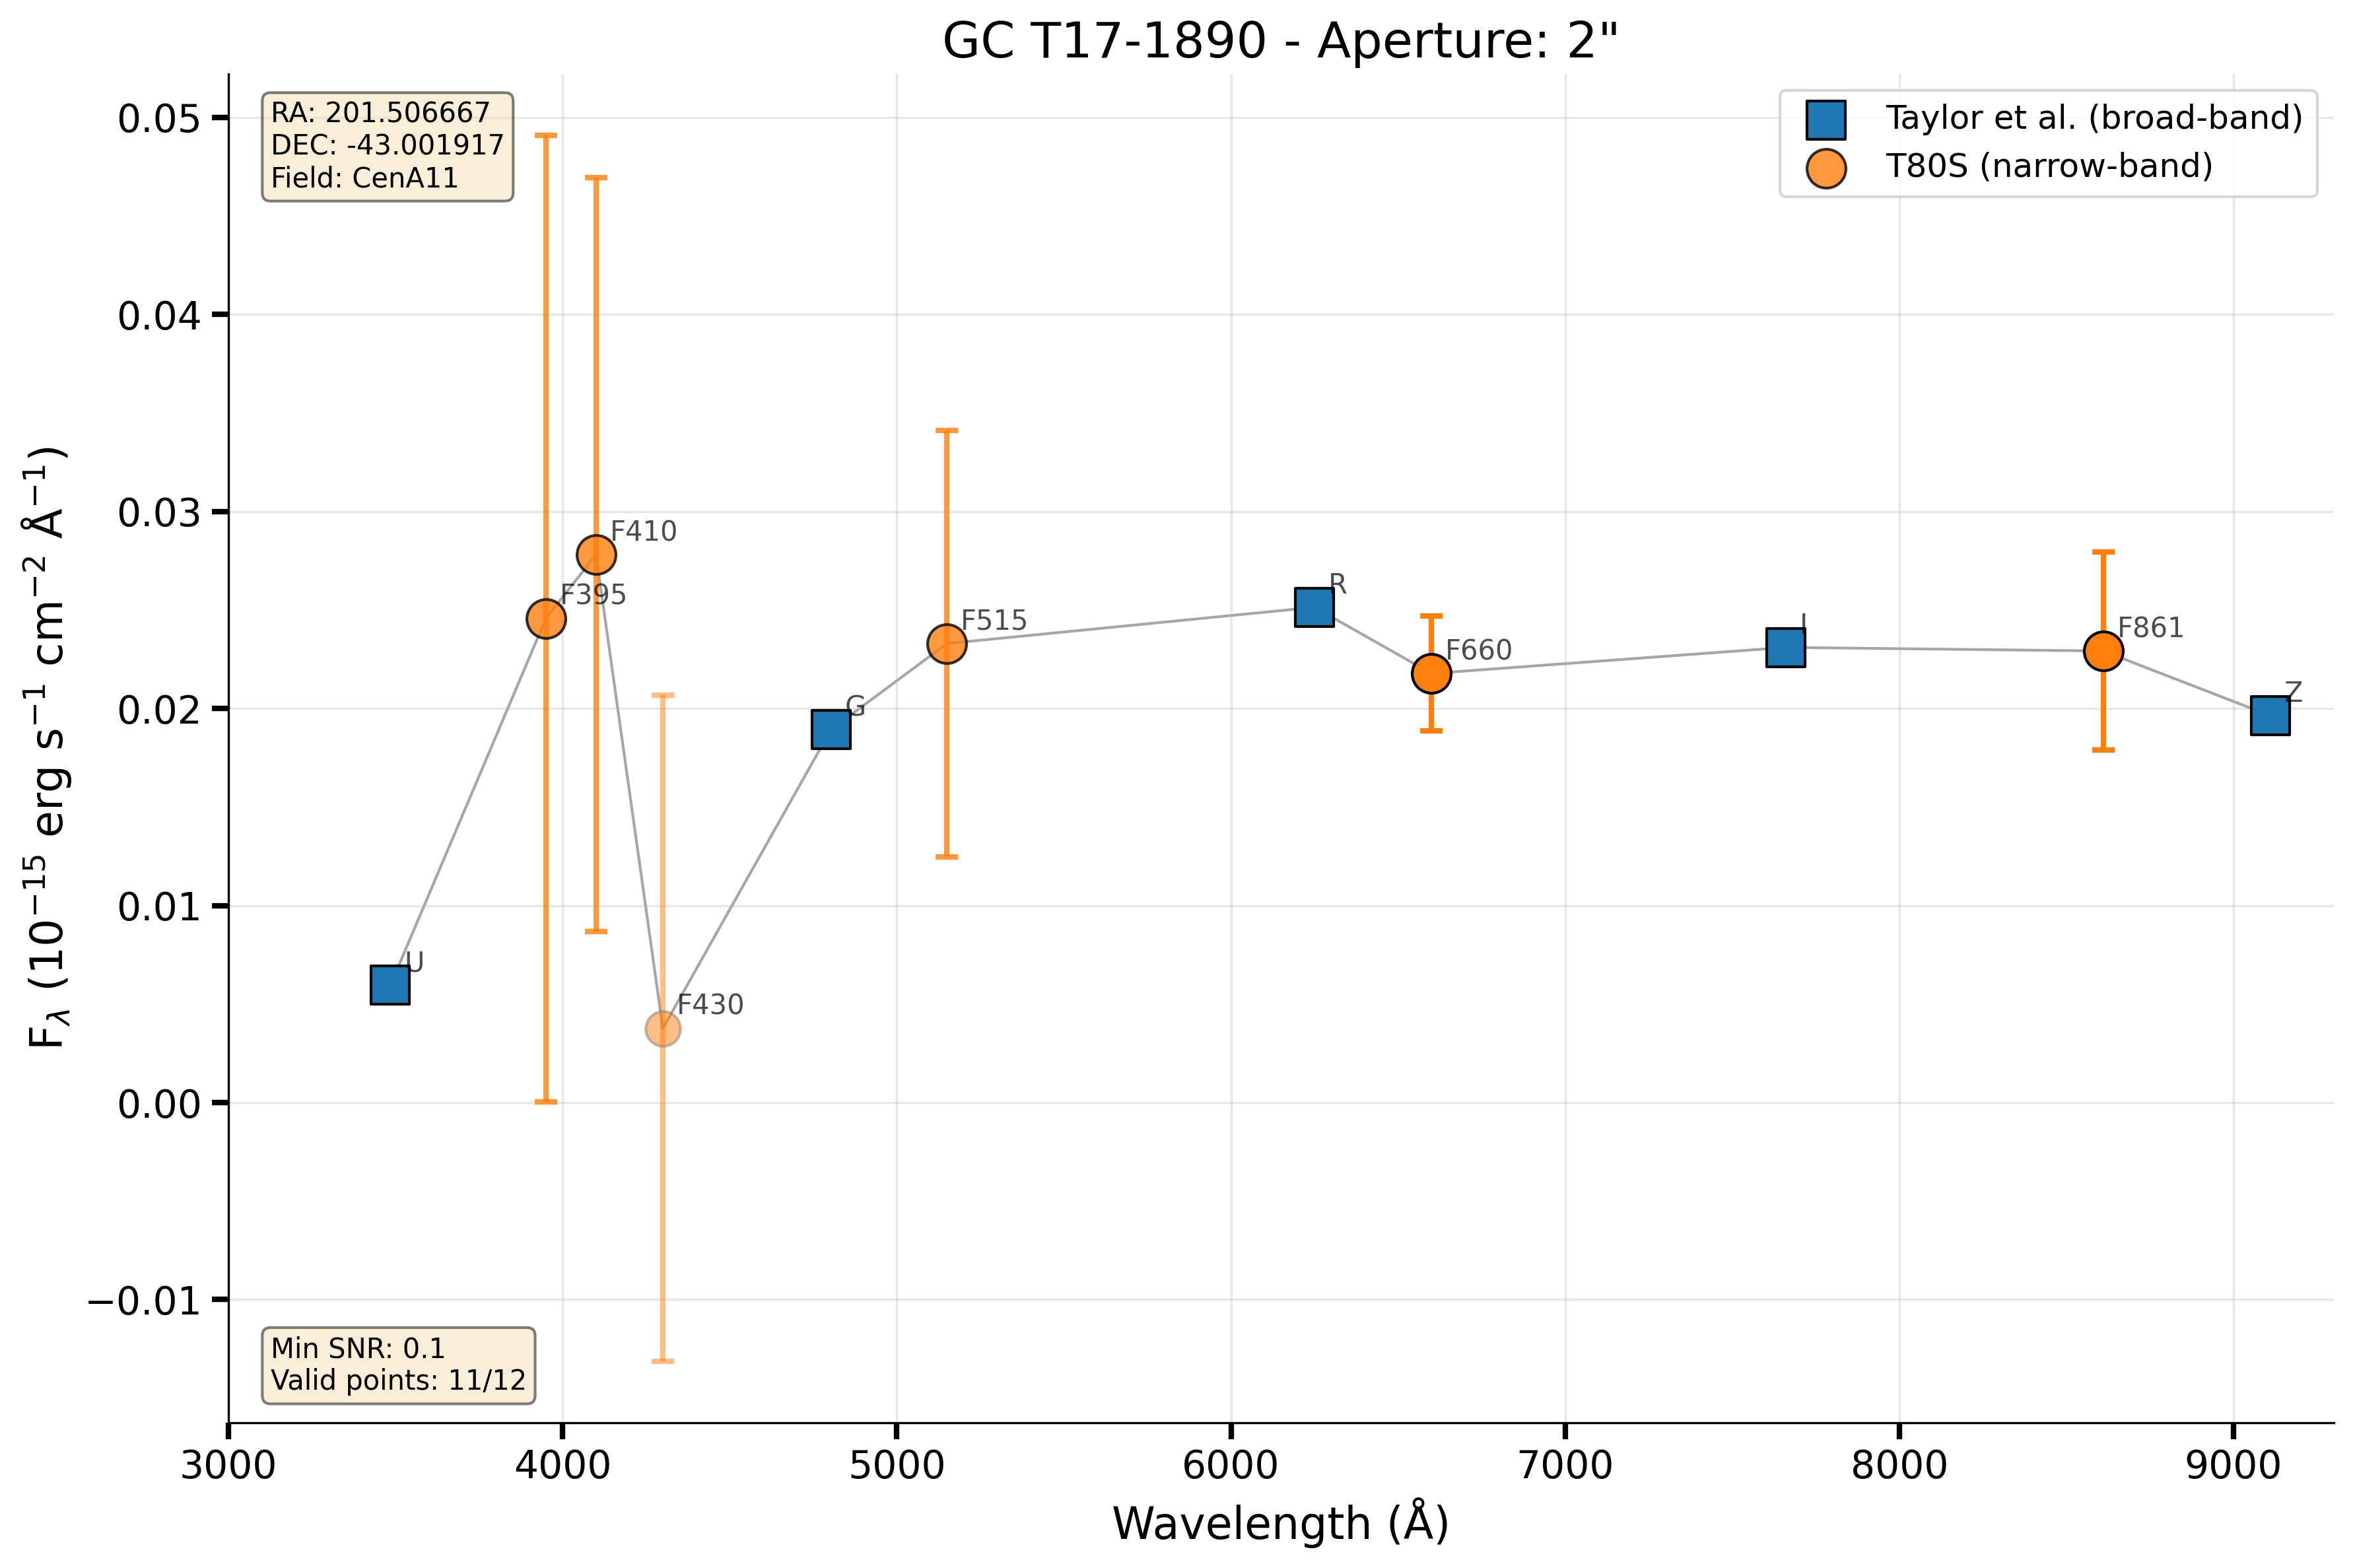 GC T17-1890 - Aperture: 2"
RA: 201.506667
DEC: -43.001917
Field: CenA11
Taylor et al. (broad-band)
T80S (narrow-band)
F_λ (10⁻¹⁵ erg s⁻¹ cm⁻² Å⁻¹)
0.05
0.04
0.03
0.02
0.01
0.00
−0.01
U
F395
F410
F430
G
F515
R
F660
I
F861
Z
Min SNR: 0.1
Valid points: 11/12
3000 4000 5000 6000 7000 8000 9000
Wavelength (Å)